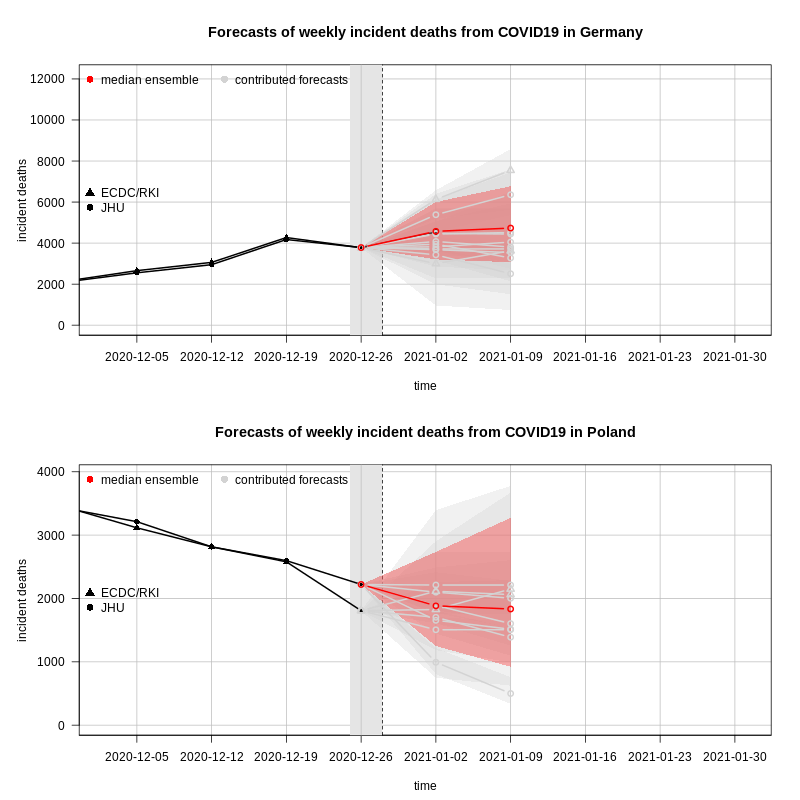 Forecasts of weekly incident deaths from COVID19 in Germany
12000
10000
8000
6000
4000
2000
0
incident deaths
median ensemble
contributed forecasts
ECDC/RKI
JHU
2020-12-05 2020-12-12 2020-12-19 2020-12-26 2021-01-02 2021-01-09 2021-01-16 2021-01-23 2021-01-30
time
Forecasts of weekly incident deaths from COVID19 in Poland
4000
3000
2000
1000
0
incident deaths
median ensemble
contributed forecasts
ECDC/RKI
JHU
2020-12-05 2020-12-12 2020-12-19 2020-12-26 2021-01-02 2021-01-09 2021-01-16 2021-01-23 2021-01-30
time